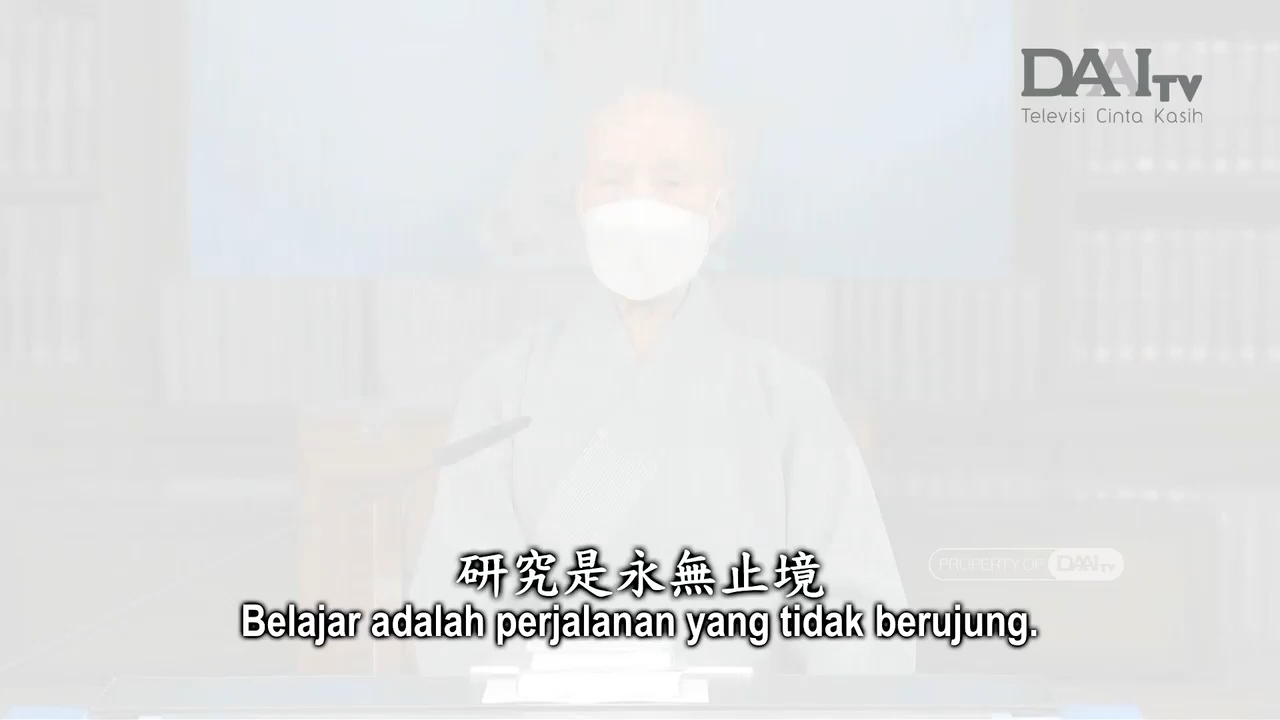 DAAI TV
Televisi Cinta Kasih
PROPERTY OF DAAI TV
研究是永無止境
Belajar adalah perjalanan yang tidak berujung.